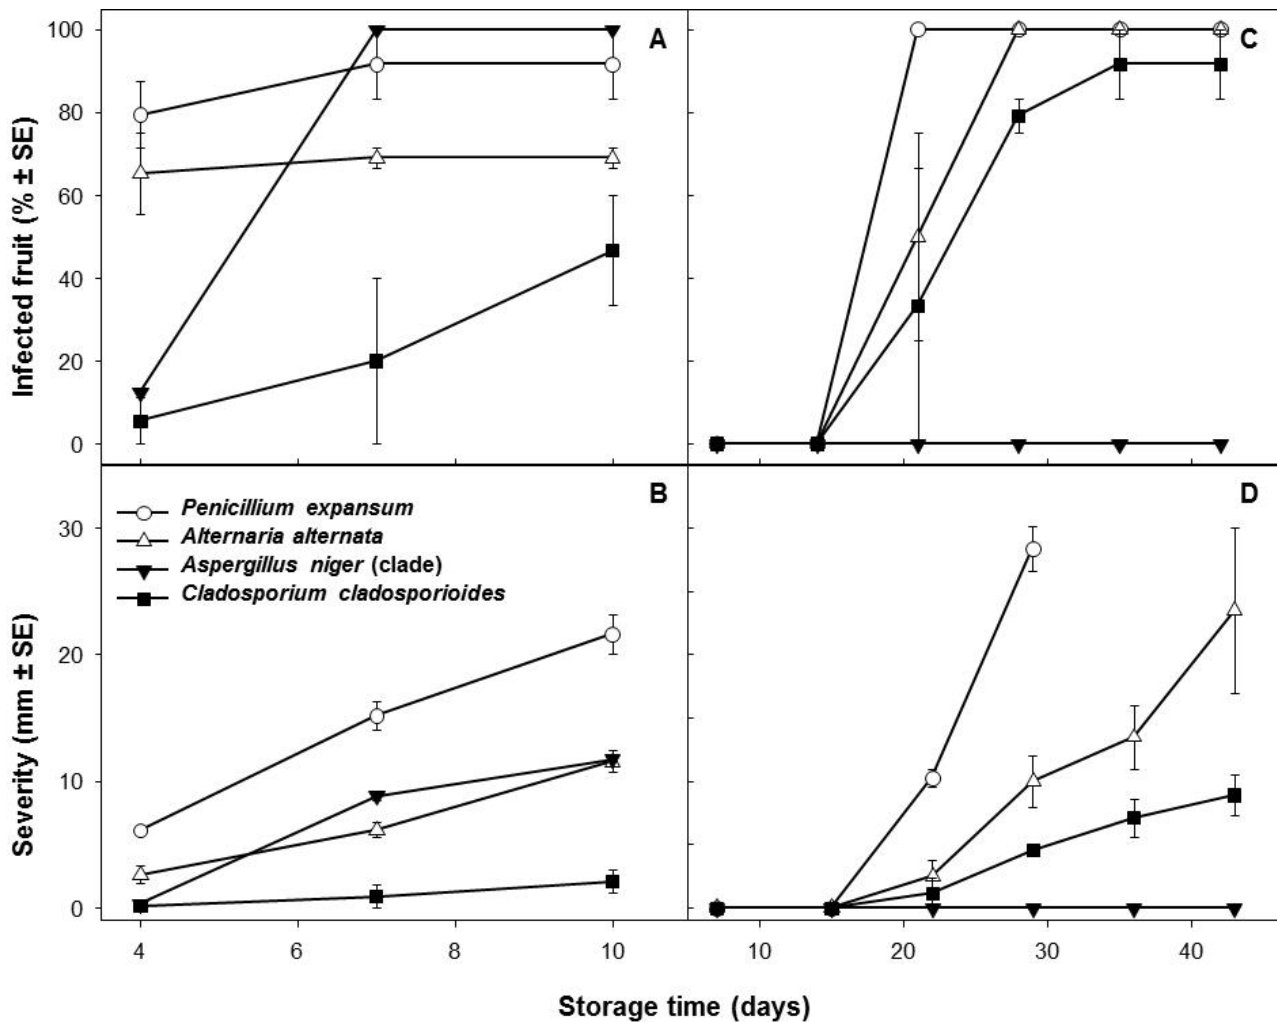 Infected fruit (% ± SE)
100
80
60
40
20
0
A
C
Severity (mm ± SE)
30
20
10
0
B
D
Penicillium expansum
Alternaria alternata
Aspergillus niger (clade)
Cladosporium cladosporioides
4 6 8 10
10 20 30 40
Storage time (days)